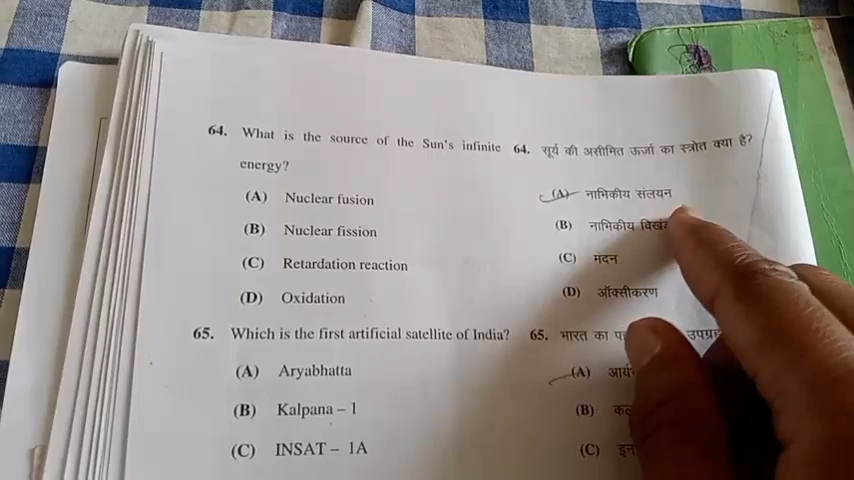 64. What is the source of the Sun's infinite
energy?
(A) Nuclear fusion
(B) Nuclear fission
(C) Retardation reaction
(D) Oxidation
65. Which is the first artificial satellite of India?
(A) Aryabhatta
(B) Kalpana – 1
(C) INSAT – 1A
64. सूर्य की असीमित ऊर्जा का स्त्रोत क्या है?
(A) नाभिकीय संलयन
(B) नाभिकीय
(C) मंदन
(D) ऑक्सीकरण
65. भारत का
(A)
(B)
(C)